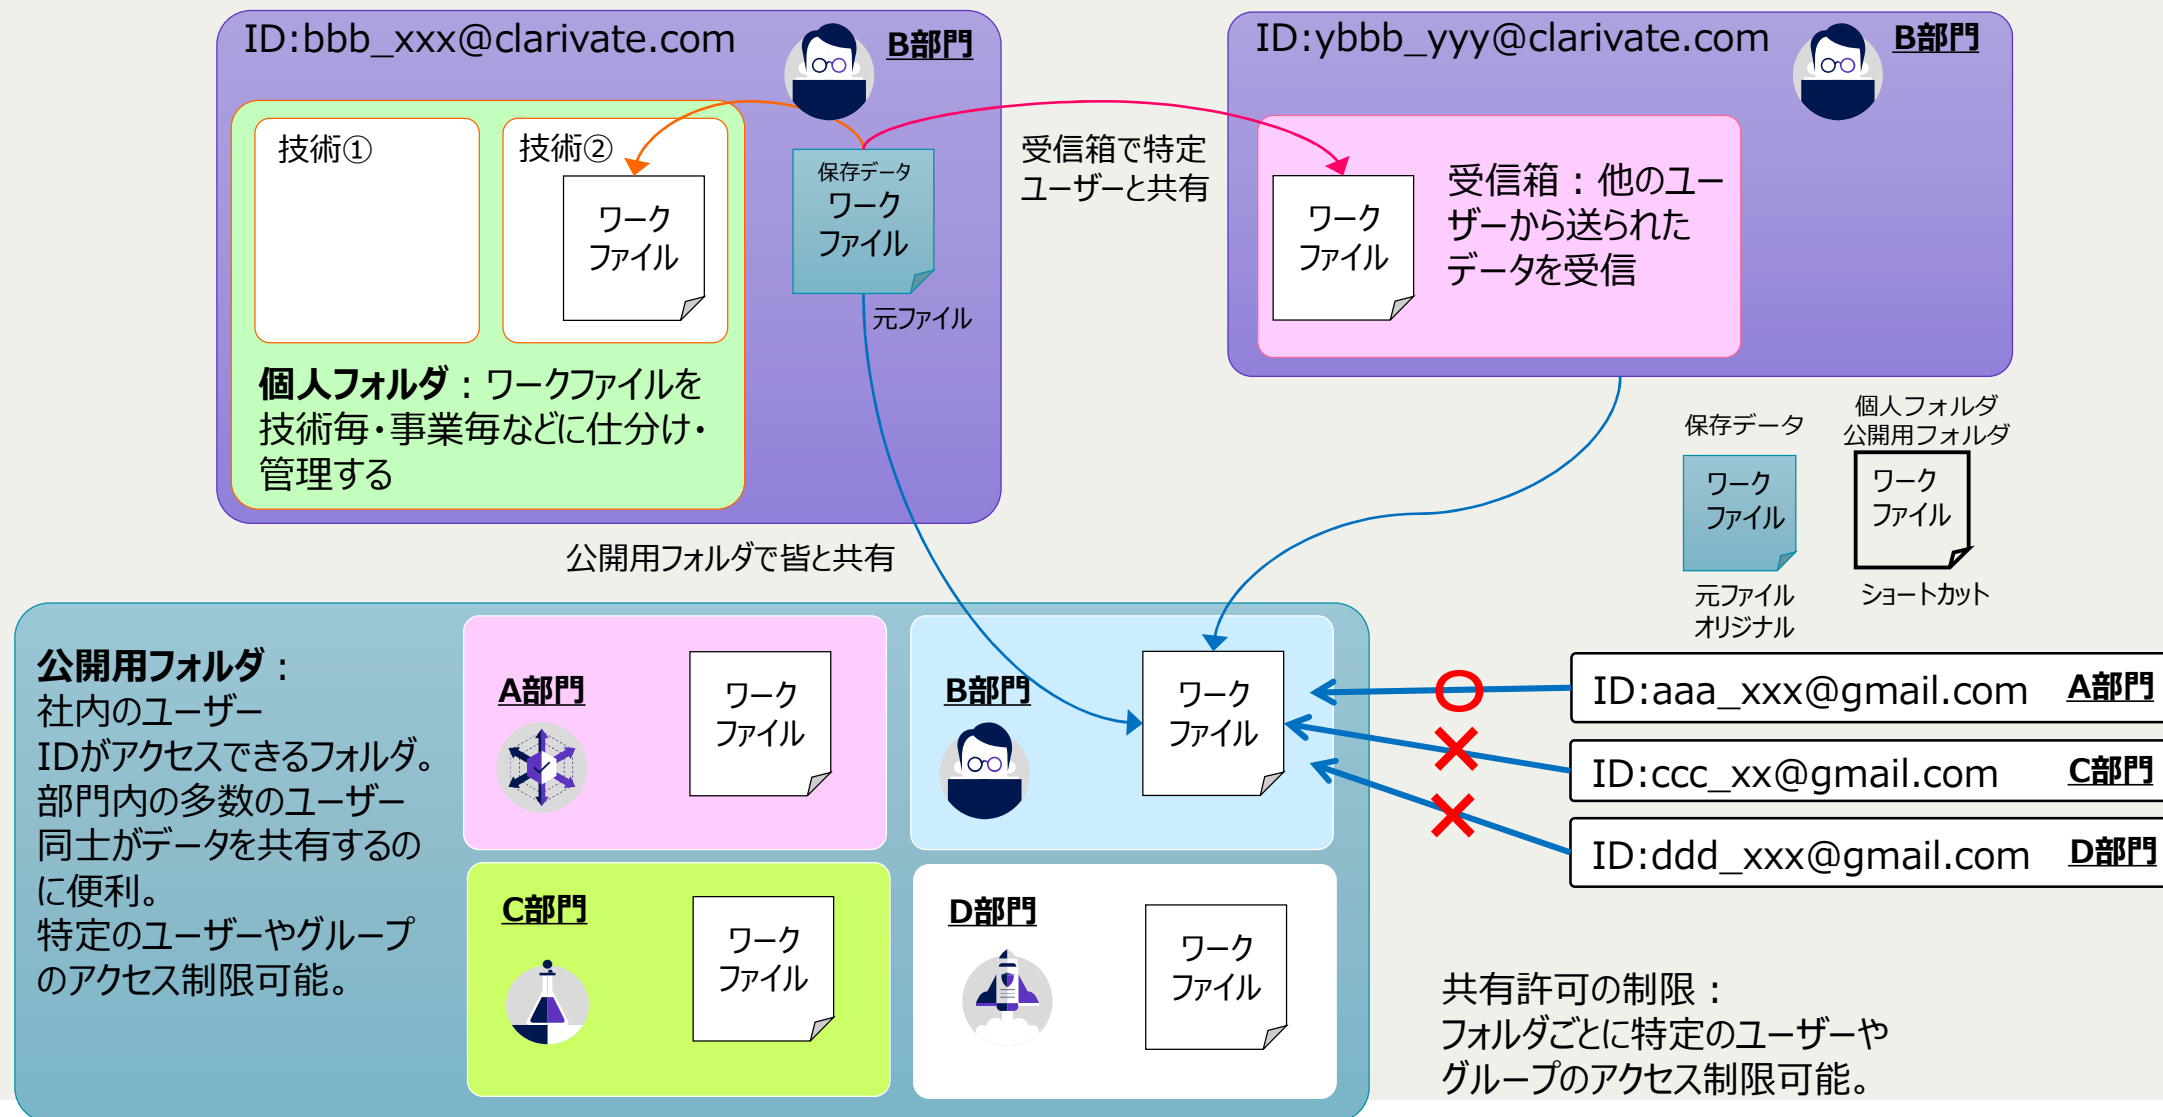 ID:bbb_xxx@clarivate.com
B部門
技術①
技術②
ワーク
ファイル
保存データ
ワーク
ファイル
元ファイル
個人フォルダ：ワークファイルを
技術毎・事業毎などに仕分け・
管理する
受信箱で特定
ユーザーと共有
ID:ybbb_yyy@clarivate.com
B部門
ワーク
ファイル
受信箱：他のユー
ザーから送られた
データを受信
保存データ
ワーク
ファイル
元ファイル
オリジナル
個人フォルダ
公開用フォルダ
ワーク
ファイル
ショートカット
公開用フォルダで皆と共有
公開用フォルダ：
社内のユーザー
IDがアクセスできるフォルダ。
部門内の多数のユーザー
同士がデータを共有するの
に便利。
特定のユーザーやグループ
のアクセス制限可能。
A部門
ワーク
ファイル
B部門
ワーク
ファイル
C部門
ワーク
ファイル
D部門
ワーク
ファイル
ID:aaa_xxx@gmail.com
A部門
ID:ccc_xx@gmail.com
C部門
ID:ddd_xxx@gmail.com
D部門
共有許可の制限：
フォルダごとに特定のユーザーや
グループのアクセス制限可能。